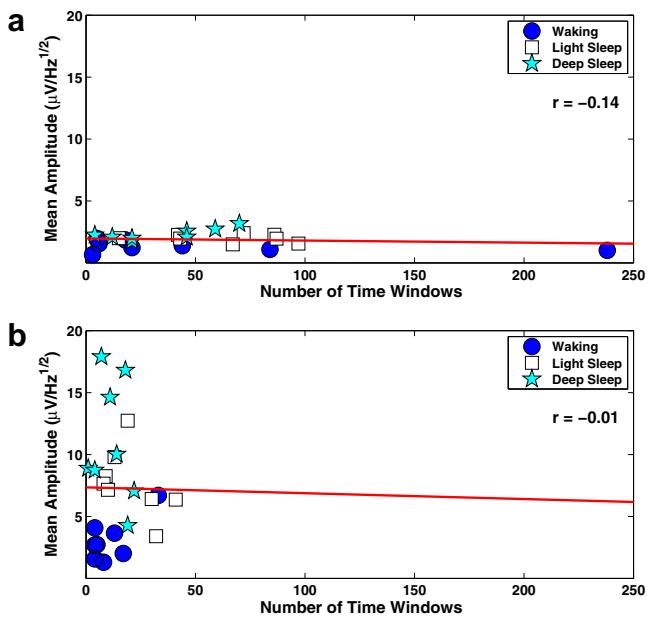 a
20
15
10
5
0
50
100
150
200
250
Mean Amplitude (μV/Hz^1/2)
Number of Time Windows
Waking
Light Sleep
Deep Sleep
r = −0.14
b
20
15
10
5
0
50
100
150
200
250
Mean Amplitude (μV/Hz^1/2)
Number of Time Windows
Waking
Light Sleep
Deep Sleep
r = −0.01